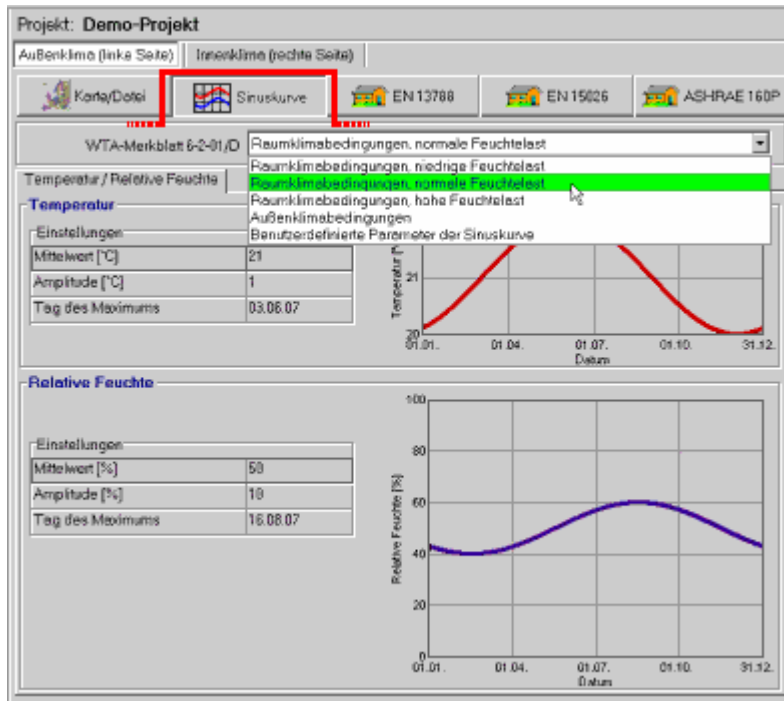 Projekt: Demo-Projekt
Außenklima (linke Seite) Innenklima (rechte Seite)
Karte/Datei Sinuskurve EN 13788 EN 15026 ASHRAE 160P
WTA-Merkblatt 6-2-01/D Raumklimabedingungen, normale Feuchtelast
Raumklimabedingungen, niedrige Feuchtelast
Raumklimabedingungen, normale Feuchtelast
Raumklimabedingungen, hohe Feuchtelast
Außenklimabedingungen
Benutzerdefinierte Parameter der Sinuskurve
Temperatur / Relative Feuchte
Temperatur
Einstellungen
Mittelwert [°C] 21
Amplitude [°C] 1
Tag des Maximums 03.06.07
Temperatur [°
21
20
01.01. 01.04. 01.07. 01.10. 31.12.
Datum
Relative Feuchte
Einstellungen
Mittelwert [%] 50
Amplitude [%] 10
Tag des Maximums 16.08.07
Relative Feuchte [%]
100
80
60
40
20
0
01.01. 01.04. 01.07. 01.10. 31.12.
Datum